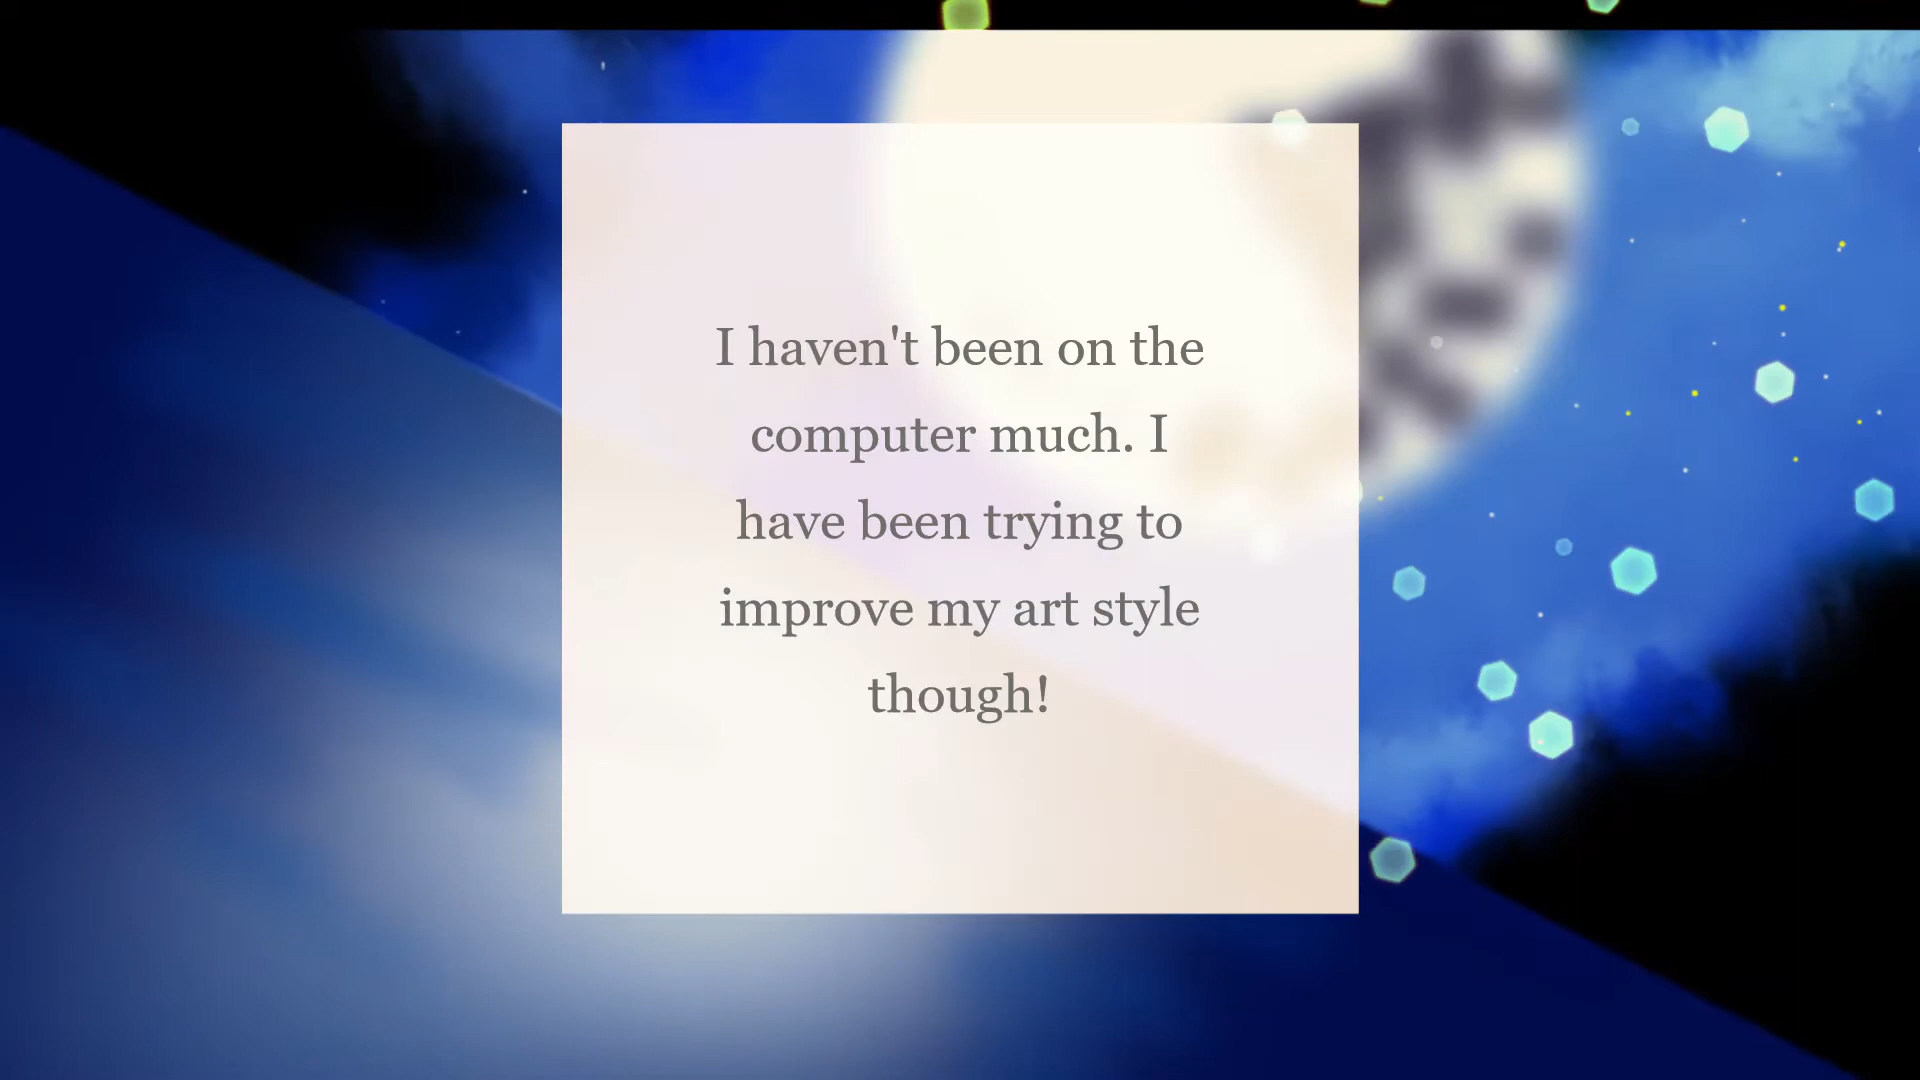 I haven't been on the
computer much. I
have been trying to
improve my art style
though!